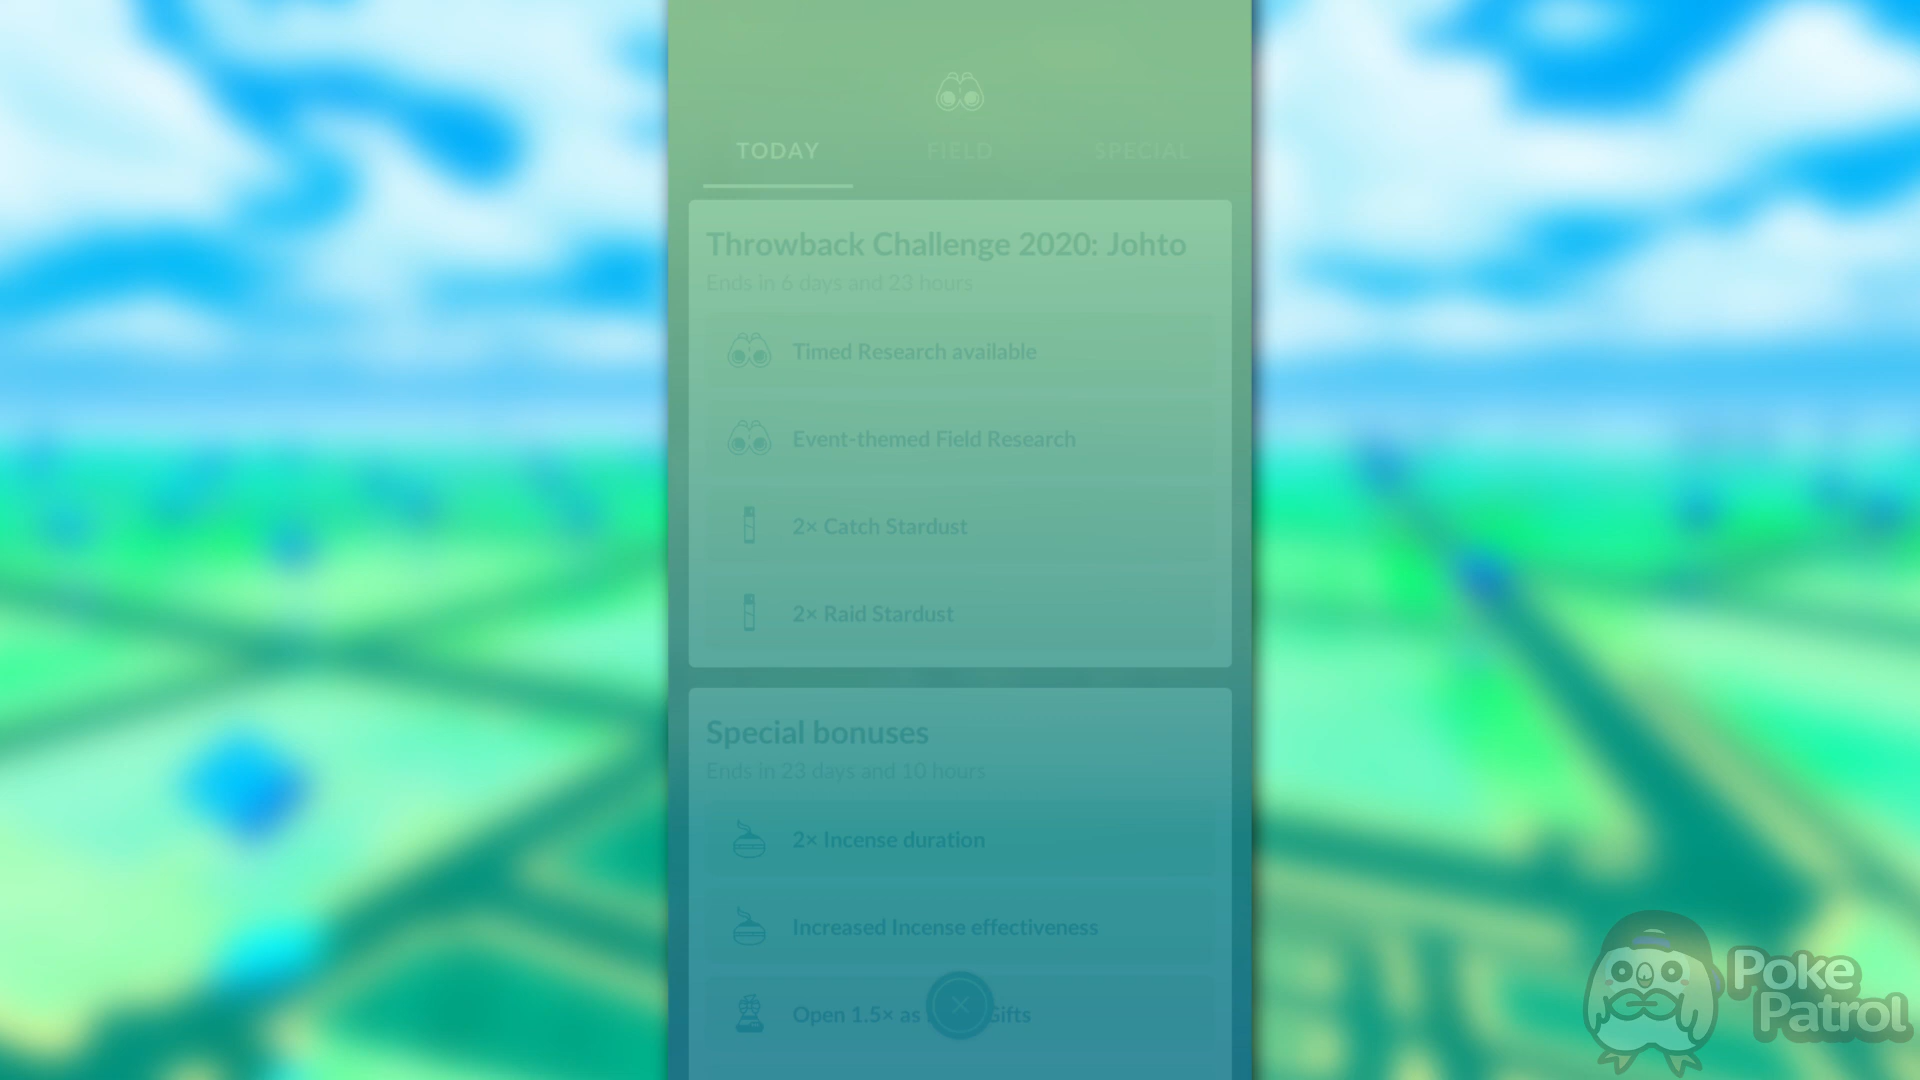 TODAY FIELD SPECIAL
Throwback Challenge 2020: Johto
Ends in 6 days and 23 hours
Timed Research available
Event-themed Field Research
2× Catch Stardust
2× Raid Stardust
Special bonuses
Ends in 23 days and 10 hours
2× Incense duration
Increased Incense effectiveness
Open 1.5× as Gifts
Poke
Patrol